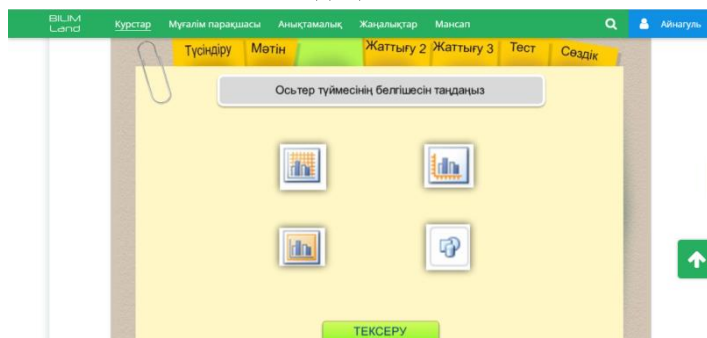 BILIM Land
Курстар Мұғалім парақшасы Анықтамалық Жаңалықтар Мансап Айнагуль
Түсіндіру Мәтін Жаттығу 2 Жаттығу 3 Тест Сөздік
Осьтер түймесінің белгішесін таңдаңыз
ТЕКСЕРУ